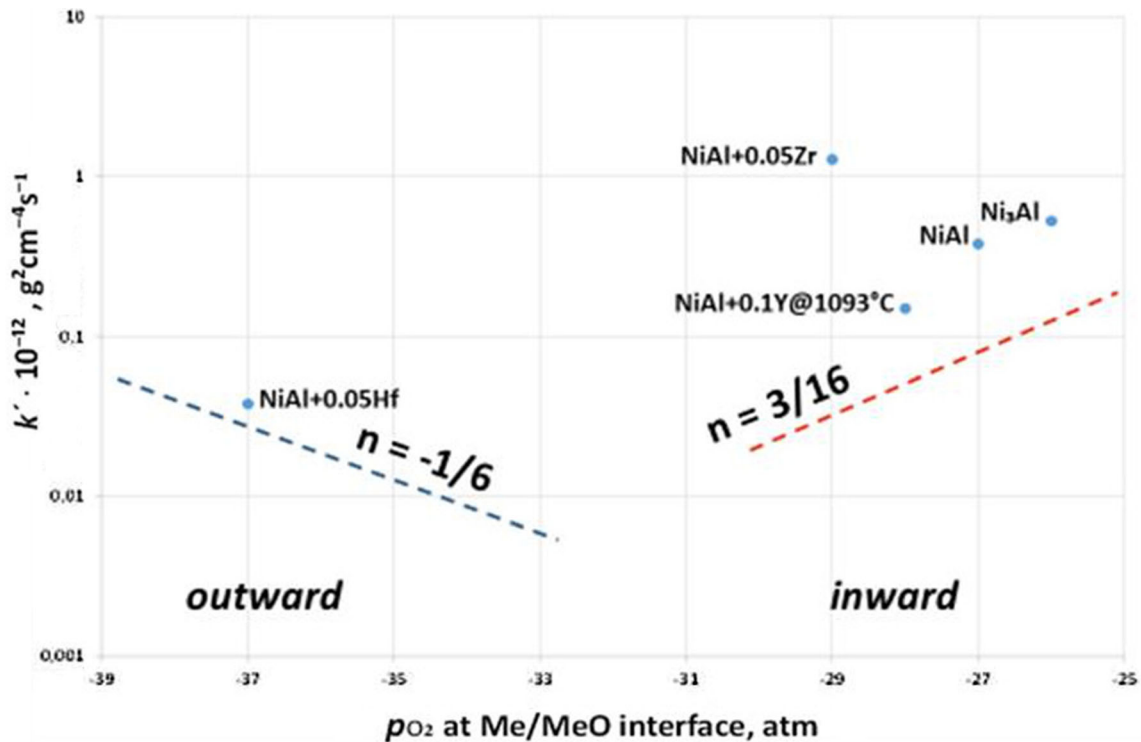 10
1
0.1
0.01
0.001
k´ · 10⁻¹² , g²cm⁻⁴s⁻¹
NiAl+0.05Zr
Ni₃Al
NiAl
NiAl+0.1Y@1093°C
NiAl+0.05Hf
n = -1/6
n = 3/16
outward
inward
-39 -37 -35 -33 -31 -29 -27 -25
pO₂ at Me/MeO interface, atm